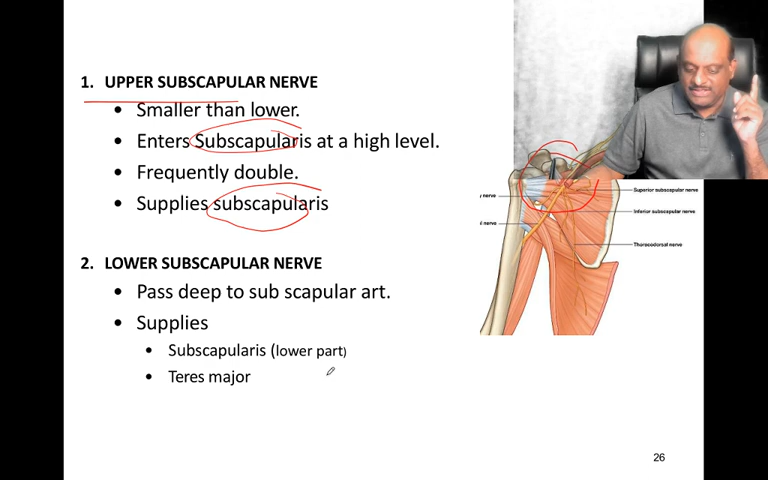 1. UPPER SUBSCAPULAR NERVE
• Smaller than lower.
• Enters Subscapularis at a high level.
• Frequently double.
• Supplies subscapularis
2. LOWER SUBSCAPULAR NERVE
• Pass deep to sub scapular art.
• Supplies
• Subscapularis (lower part)
• Teres major
Superior subscapular nerve
nerve
Inferior subscapular nerve
nerve
Thoracodorsal nerve
26